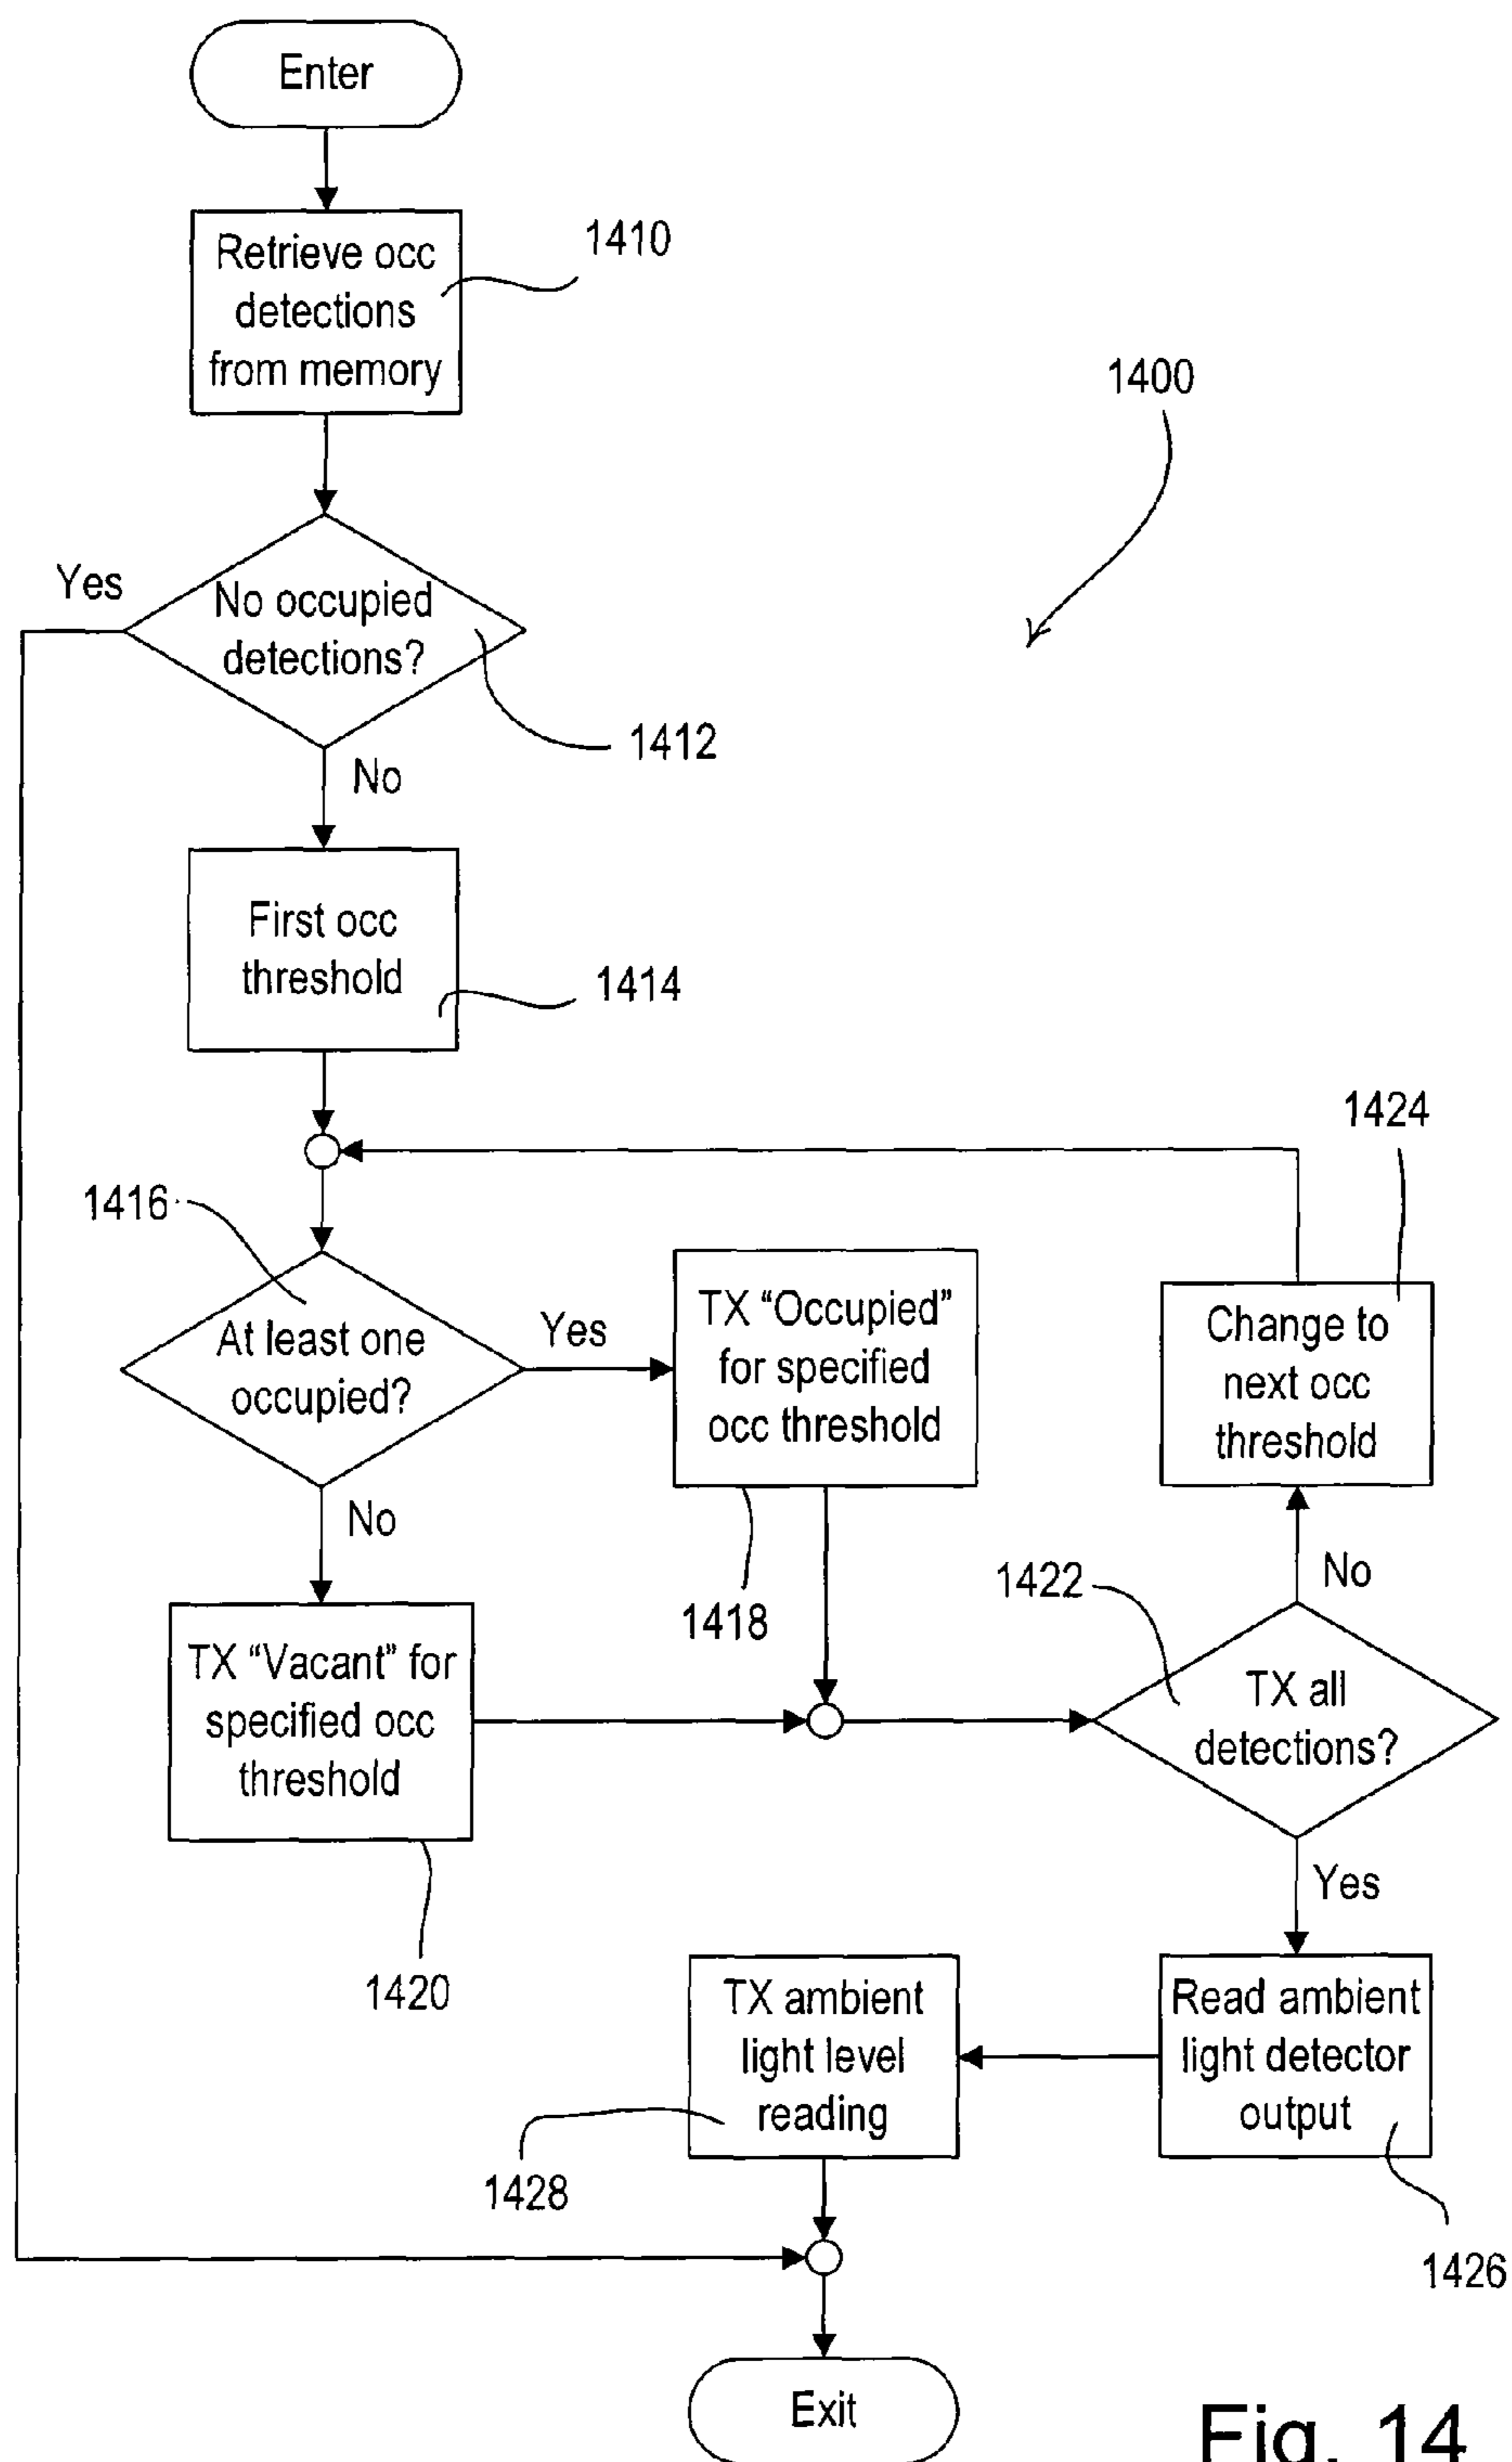 Enter
Retrieve occ
detections
from memory
1410
1400
Yes
No occupied
detections?
1412
No
First occ
threshold
1414
1424
1416
At least one
occupied?
Yes
TX “Occupied”
for specified
occ threshold
Change to
next occ
threshold
No
1418
1422
No
TX “Vacant” for
specified occ
threshold
TX all
detections?
Yes
1420
TX ambient
light level
reading
Read ambient
light detector
output
1428
1426
Exit
Fig. 14